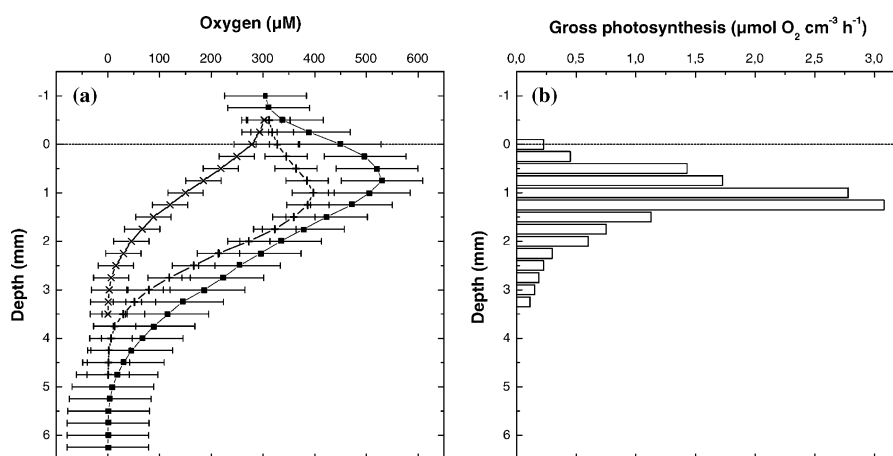 Oxygen (µM)
0 100 200 300 400 500 600
(a)
Depth (mm)
-1
0
1
2
3
4
5
6
Gross photosynthesis (µmol O2 cm-3 h-1)
0,0 0,5 1,0 1,5 2,0 2,5 3,0
(b)
Depth (mm)
-1
0
1
2
3
4
5
6